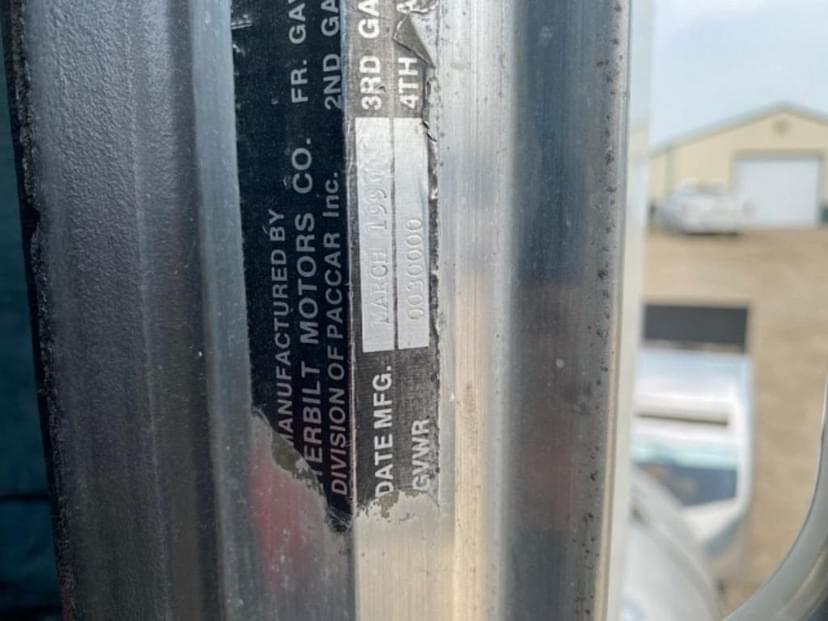 MANUFACTURED BY
TERBILT MOTORS CO. FR. GA
DIVISION OF PACCAR Inc. 2ND GA
DATE MFG. MARCH 3RD GA
GVWR 0030000 4TH